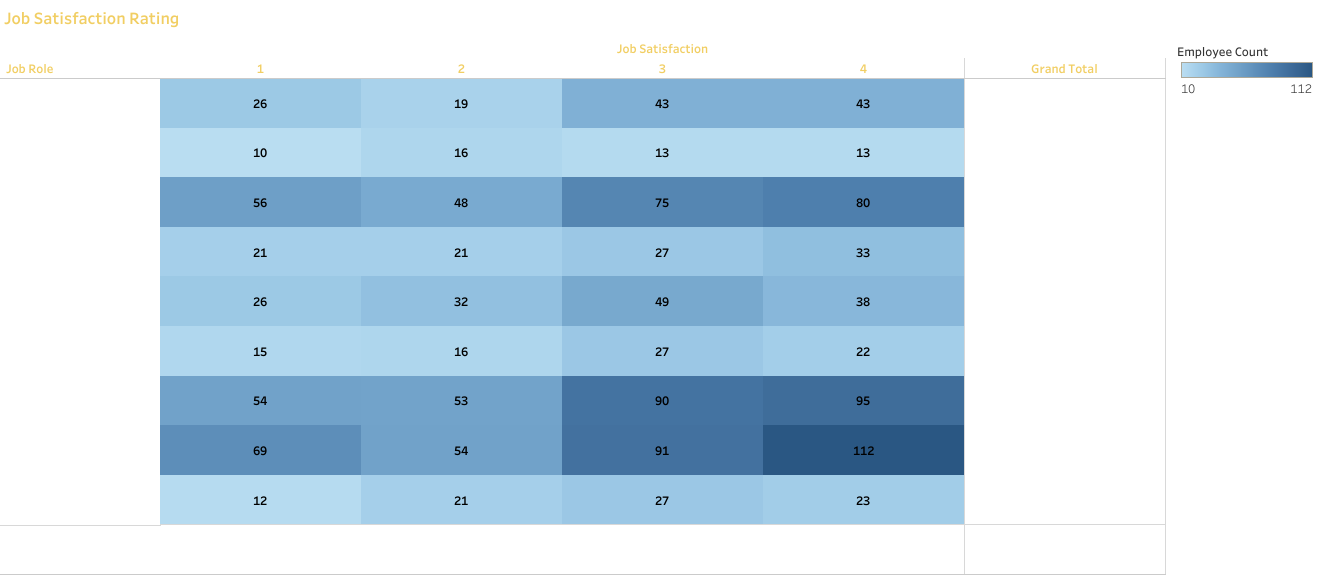 Job Satisfaction Rating
Job Satisfaction
Employee Count
Job Role 1 2 3 4 Grand Total
10 112
26 19 43 43
10 16 13 13
56 48 75 80
21 21 27 33
26 32 49 38
15 16 27 22
54 53 90 95
69 54 91 112
12 21 27 23